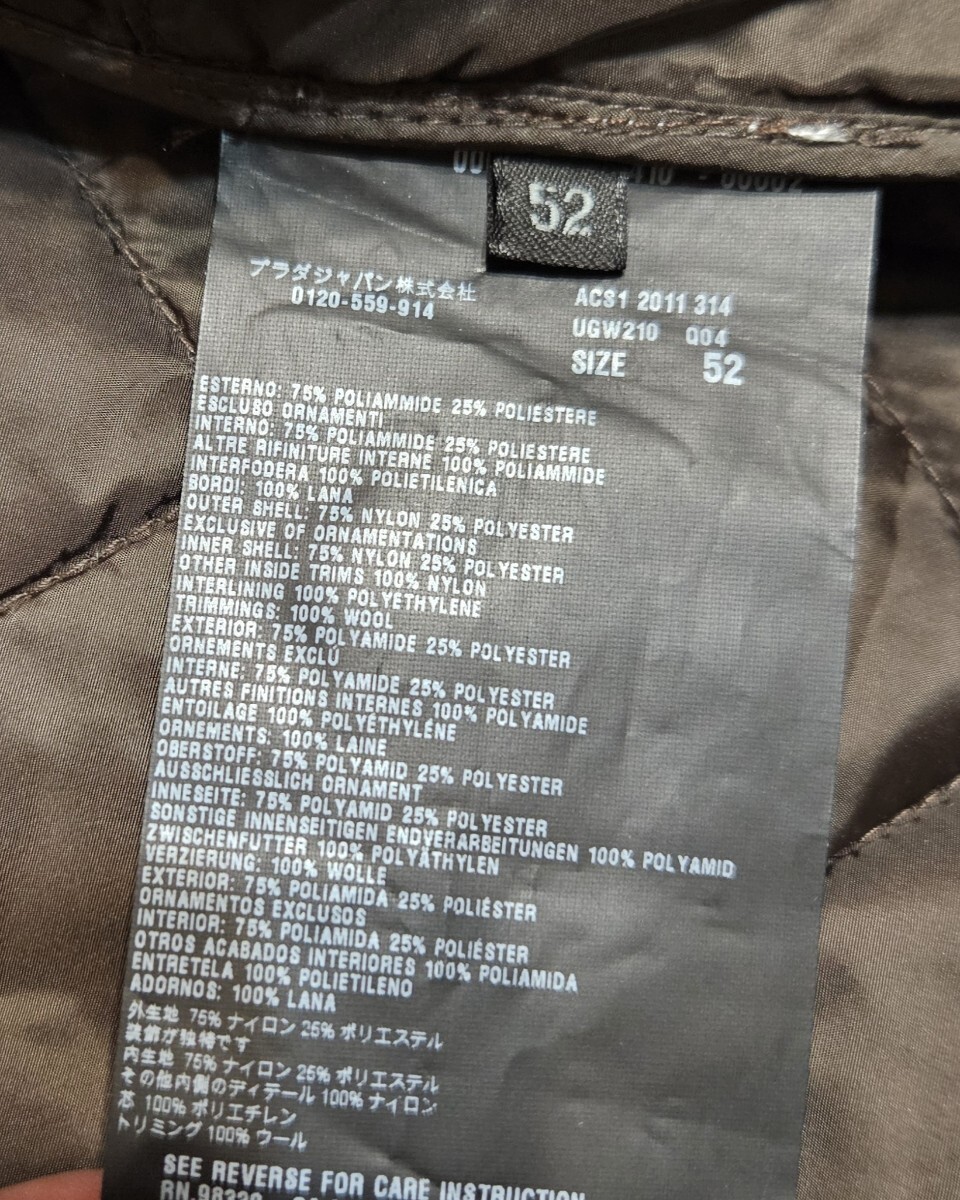 52
プラダジャパン株式会社
0120-559-914
ACS1 2011 314
UGW210 Q04
SIZE 52
ESTERNO: 75% POLIAMMIDE 25% POLIESTERE
ESCLUSO ORNAMENTI
INTERNO: 75% POLIAMMIDE 25% POLIESTERE
ALTRE RIFINITURE INTERNE 100% POLIAMMIDE
INTERFODERA 100% POLIETILENICA
BORDI: 100% LANA
OUTER SHELL: 75% NYLON 25% POLYESTER
EXCLUSIVE OF ORNAMENTATIONS
INNER SHELL: 75% NYLON 25% POLYESTER
OTHER INSIDE TRIMS 100% NYLON
INTERLINING 100% POLYETHYLENE
TRIMMINGS: 100% WOOL
EXTERIOR: 75% POLYAMIDE 25% POLYESTER
ORNEMENTS EXCLÚ
INTERNE: 75% POLYAMIDE 25% POLYESTER
AUTRES FINITIONS INTERNES 100% POLYAMIDE
ENTOILAGE 100% POLYÉTHYLÉNE
ORNEMENTS: 100% LAINE
OBERSTOFF: 75% POLYAMID 25% POLYESTER
AUSSCHLIESSLICH ORNAMENT
INNESEITE: 75% POLYAMID 25% POLYESTER
SONSTIGE INNENSEITIGEN ENDVERARBEITUNGEN 100% POLYAMID
ZWISCHENFUTTER 100% POLYÄTHYLEN
VERZIERUNG: 100% WOLLE
EXTERIOR: 75% POLIAMIDA 25% POLIÉSTER
ORNAMENTOS EXCLUSOS
INTERIOR: 75% POLIAMIDA 25% POLIÉSTER
OTROS ACABADOS INTERIORES 100% POLIAMIDA
ENTRETELA 100% POLIETILENO
ADORNOS: 100% LANA
外生地 75% ナイロン 25% ポリエステル
装飾が独特です
内生地 75% ナイロン 25% ポリエステル
その他内側のディテール 100% ナイロン
芯 100% ポリエチレン
トリミング 100% ウール
SEE REVERSE FOR CARE INSTRUCTION